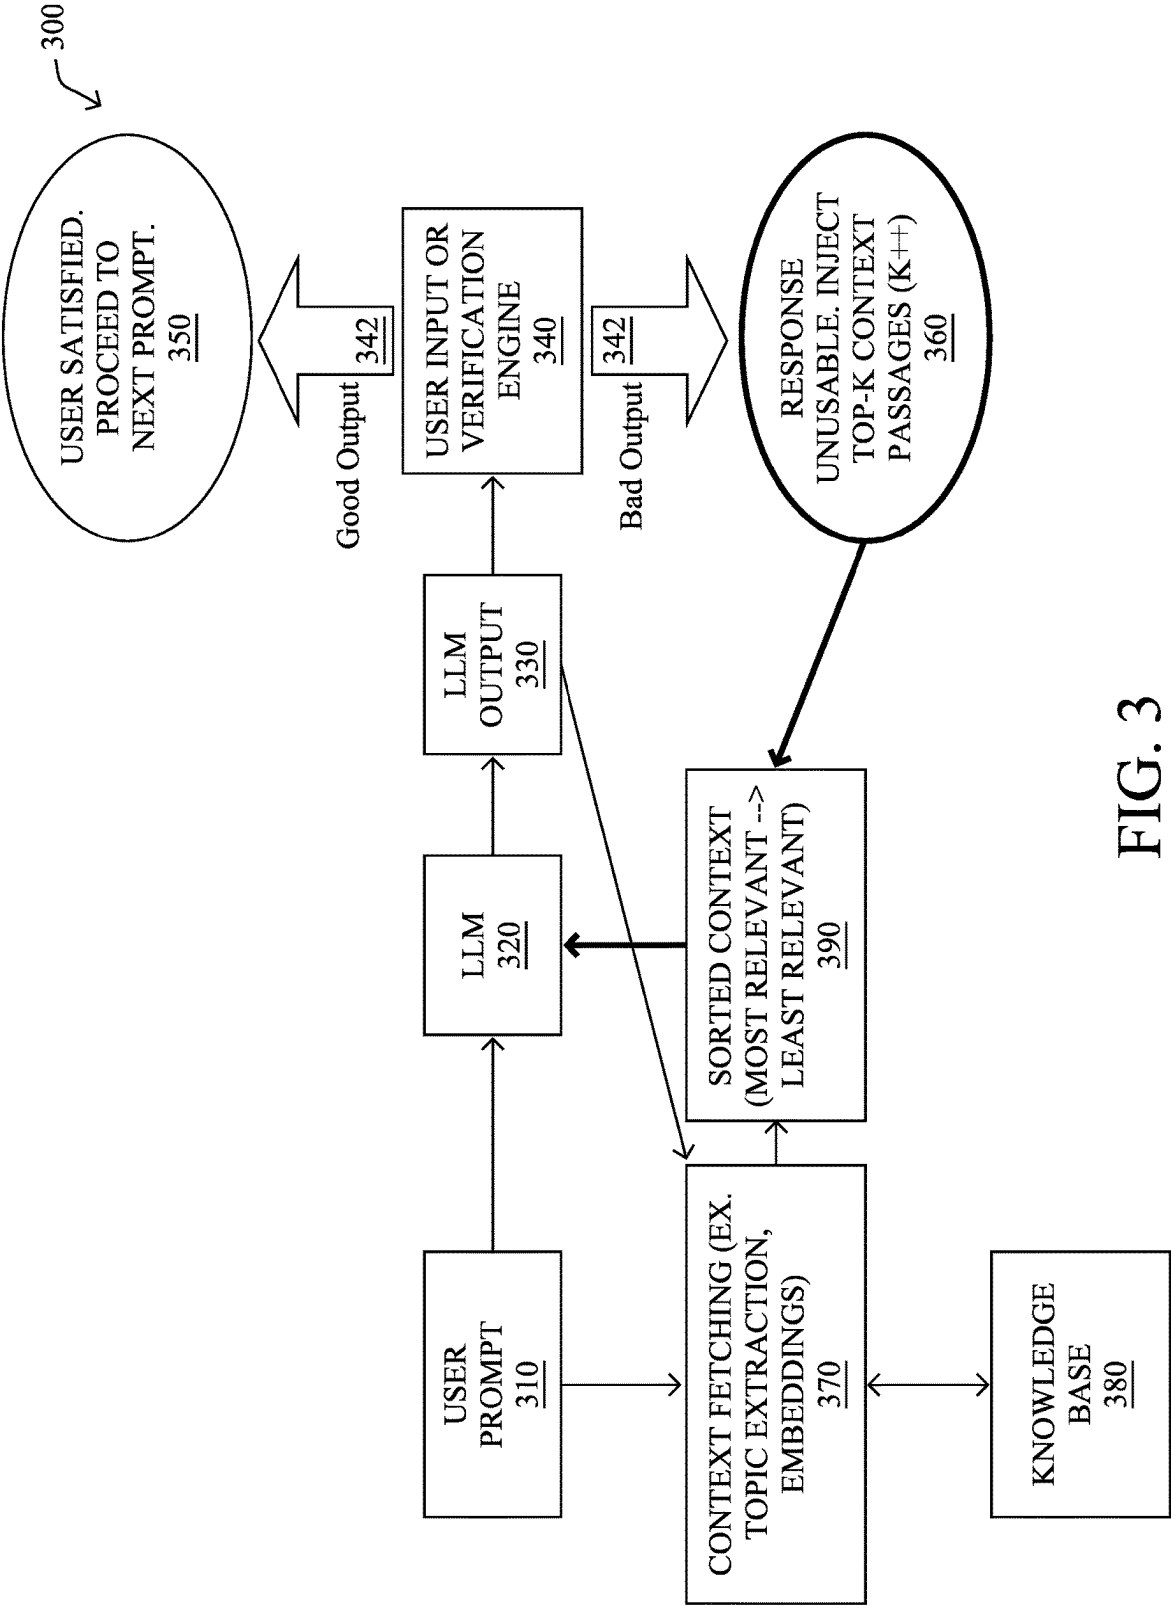 300
USER SATISFIED.
PROCEED TO
NEXT PROMPT.
350
Good Output
342
USER PROMPT
310
LLM
320
LLM
OUTPUT
330
USER INPUT OR
VERIFICATION
ENGINE
340
Bad Output
342
CONTEXT FETCHING (EX.
TOPIC EXTRACTION,
EMBEDDINGS)
370
SORTED CONTEXT
(MOST RELEVANT -->
LEAST RELEVANT)
390
RESPONSE
UNUSABLE. INJECT
TOP-K CONTEXT
PASSAGES (K++)
360
KNOWLEDGE
BASE
380
FIG. 3